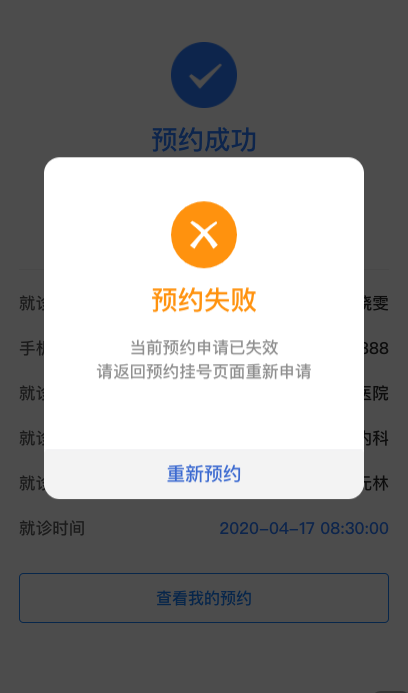 预约成功
预约失败
当前预约申请已失效
请返回预约挂号页面重新申请
就诊
晓雯
手机
888
就诊
医院
就诊
内科
就诊
元林
重新预约
就诊时间 2020-04-17 08:30:00
查看我的预约